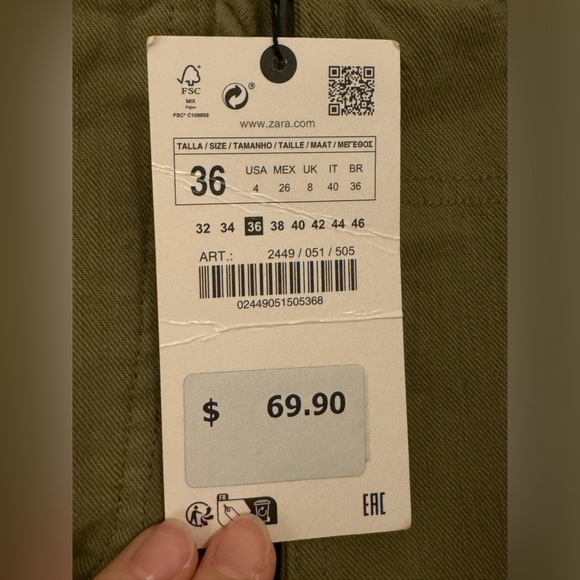 FSC
MIX
Paper
FSC® C109659
www.zara.com
TALLA / SIZE / TAMANHO / TAILLE / MAAT / ΜΕΓΕΘΟΣ
36
USA MEX UK IT BR
4 26 8 40 36
32 34 36 38 40 42 44 46
ART.: 2449 / 051 / 505
02449051505368
$ 69.90
FR
EAC